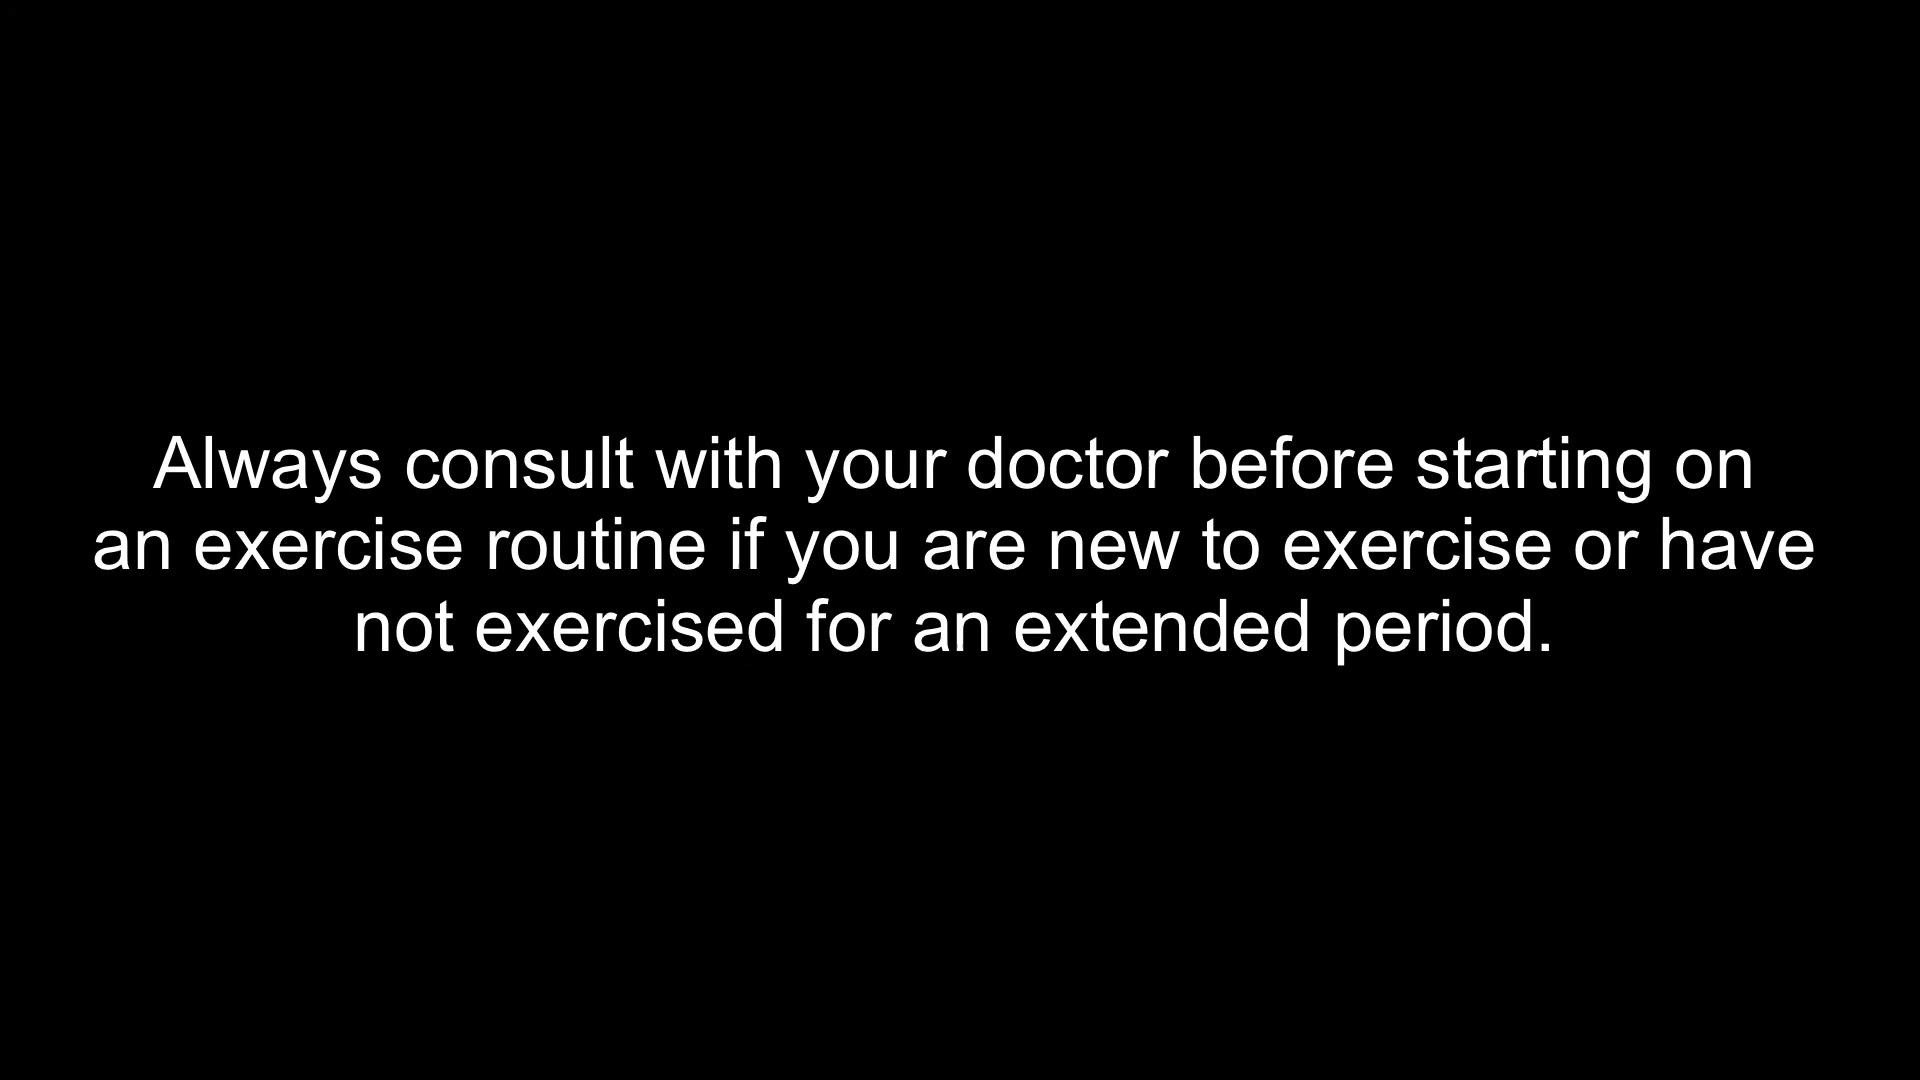 Always consult with your doctor before starting on
an exercise routine if you are new to exercise or have
not exercised for an extended period.